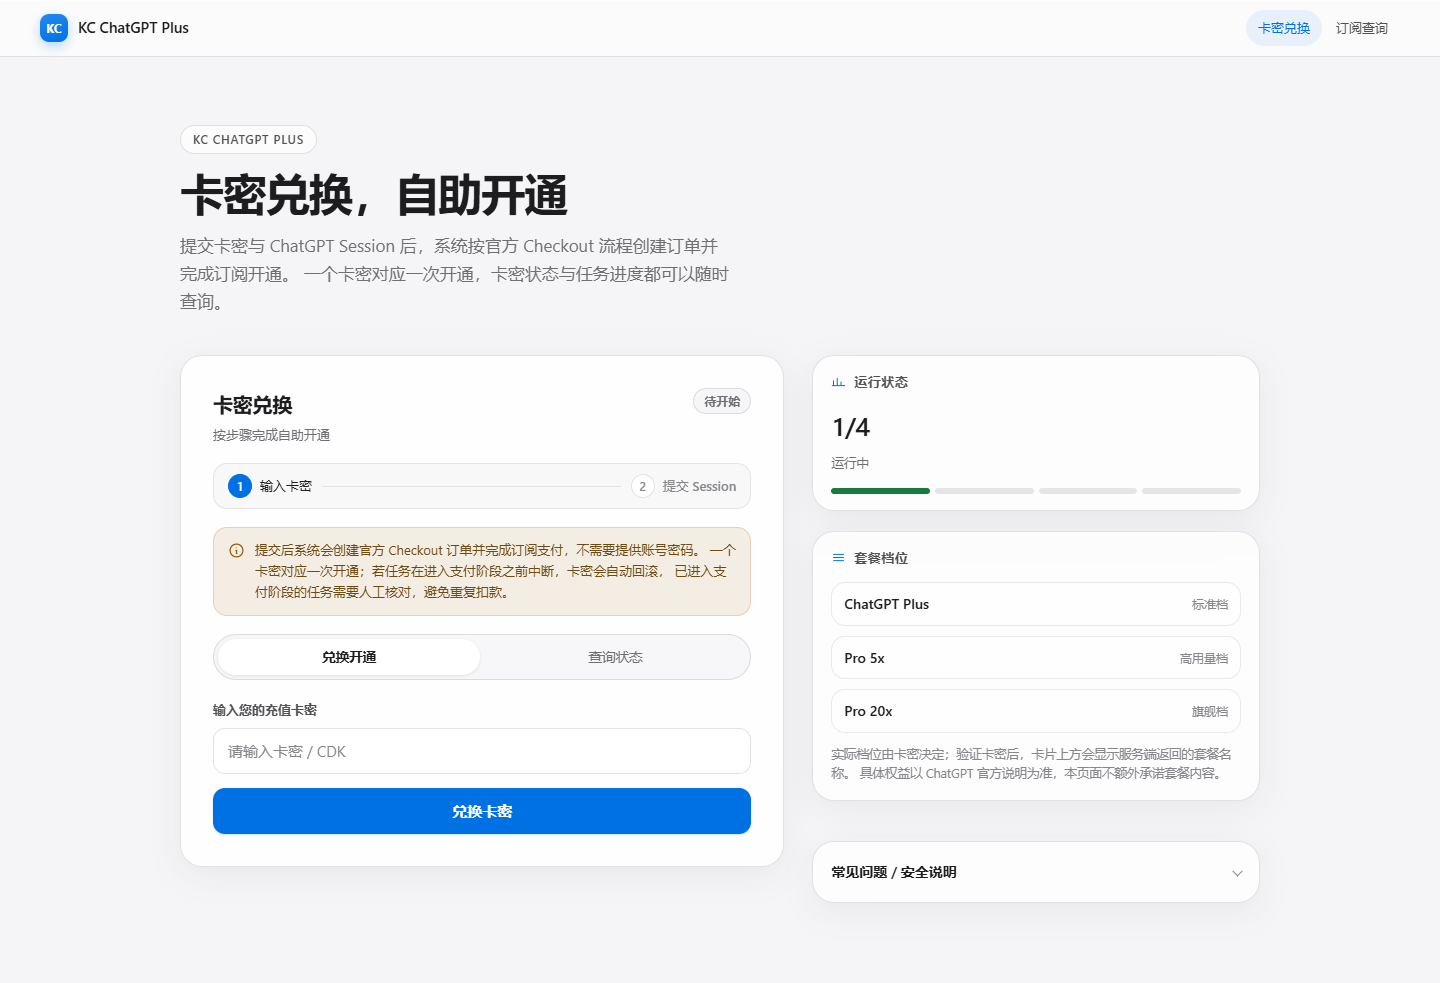 KC
KC ChatGPT Plus
卡密兑换
订阅查询
KC CHATGPT PLUS
卡密兑换，自助开通
提交卡密与 ChatGPT Session 后，系统按官方 Checkout 流程创建订单并
完成订阅开通。 一个卡密对应一次开通，卡密状态与任务进度都可以随时
查询。
卡密兑换
待开始
按步骤完成自助开通
1 输入卡密
2 提交 Session
提交后系统会创建官方 Checkout 订单并完成订阅支付，不需要提供账号密码。 一个
卡密对应一次开通；若任务在进入支付阶段之前中断，卡密会自动回滚， 已进入支
付阶段的任务需要人工核对，避免重复扣款。
兑换开通
查询状态
输入您的充值卡密
请输入卡密 / CDK
兑换卡密
运行状态
1/4
运行中
套餐档位
ChatGPT Plus
标准档
Pro 5x
高用量档
Pro 20x
旗舰档
实际档位由卡密决定；验证卡密后，卡片上方会显示服务端返回的套餐名
称。 具体权益以 ChatGPT 官方说明为准，本页面不额外承诺套餐内容。
常见问题 / 安全说明